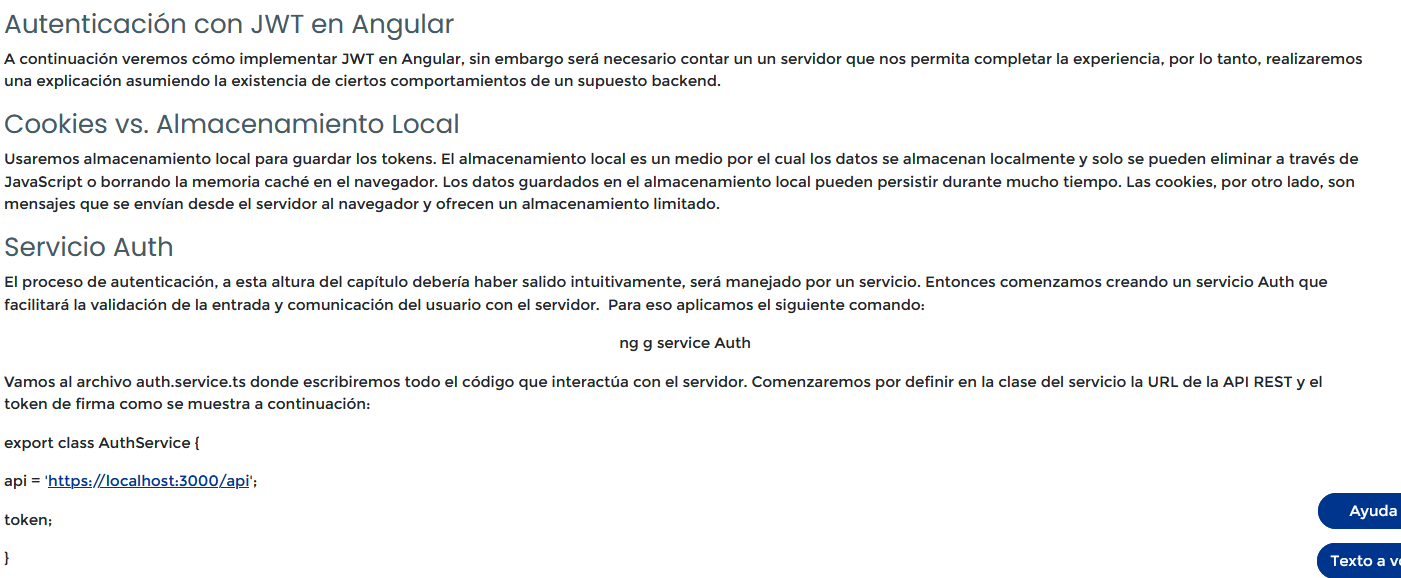 Autenticación con JWT en Angular
A continuación veremos cómo implementar JWT en Angular, sin embargo será necesario contar un un servidor que nos permita completar la experiencia, por lo tanto, realizaremos
una explicación asumiendo la existencia de ciertos comportamientos de un supuesto backend.
Cookies vs. Almacenamiento Local
Usaremos almacenamiento local para guardar los tokens. El almacenamiento local es un medio por el cual los datos se almacenan localmente y solo se pueden eliminar a través de
JavaScript o borrando la memoria caché en el navegador. Los datos guardados en el almacenamiento local pueden persistir durante mucho tiempo. Las cookies, por otro lado, son
mensajes que se envían desde el servidor al navegador y ofrecen un almacenamiento limitado.
Servicio Auth
El proceso de autenticación, a esta altura del capítulo debería haber salido intuitivamente, será manejado por un servicio. Entonces comenzamos creando un servicio Auth que
facilitará la validación de la entrada y comunicación del usuario con el servidor.  Para eso aplicamos el siguiente comando:
ng g service Auth
Vamos al archivo auth.service.ts donde escribiremos todo el código que interactúa con el servidor. Comenzaremos por definir en la clase del servicio la URL de la API REST y el
token de firma como se muestra a continuación:
export class AuthService {
api = 'https://localhost:3000/api';
token;
}
Ayuda
Texto a v